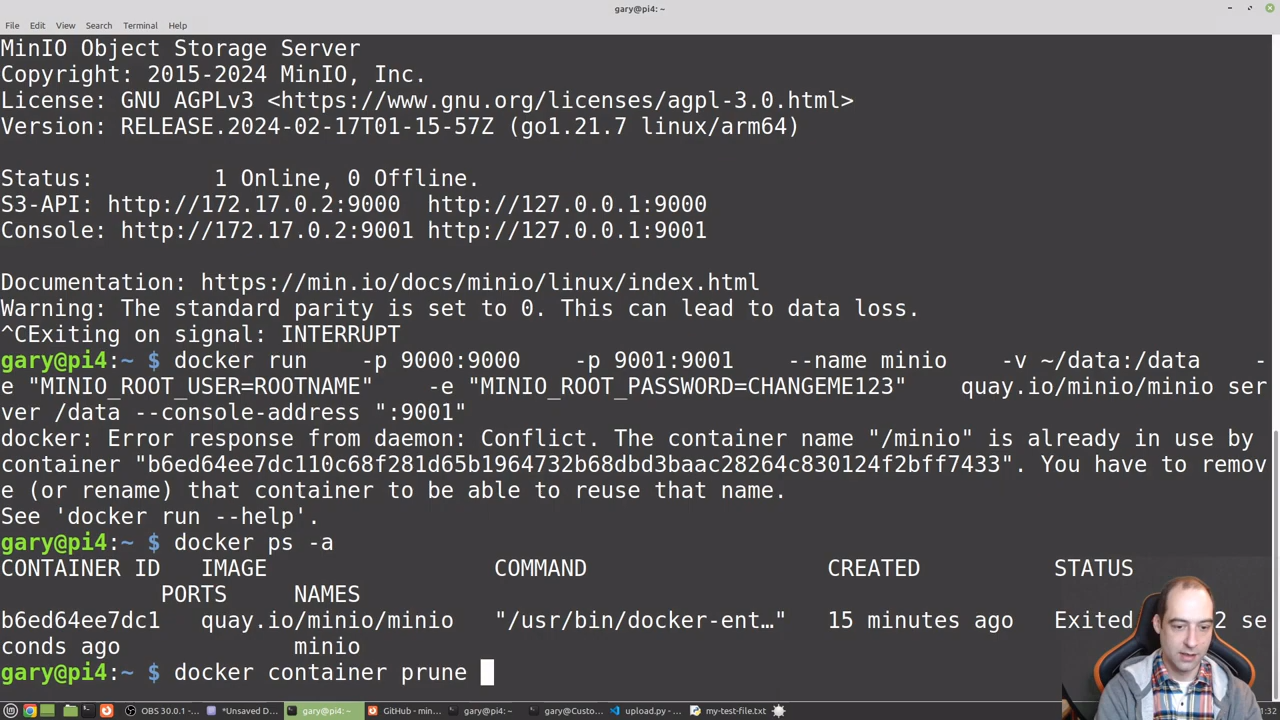 gary@pi4: ~
File Edit View Search Terminal Help
MinIO Object Storage Server
Copyright: 2015-2024 MinIO, Inc.
License: GNU AGPLv3 <https://www.gnu.org/licenses/agpl-3.0.html>
Version: RELEASE.2024-02-17T01-15-57Z (go1.21.7 linux/arm64)
Status:         1 Online, 0 Offline.
S3-API: http://172.17.0.2:9000  http://127.0.0.1:9000
Console: http://172.17.0.2:9001 http://127.0.0.1:9001
Documentation: https://min.io/docs/minio/linux/index.html
Warning: The standard parity is set to 0. This can lead to data loss.
^CExiting on signal: INTERRUPT
gary@pi4:~ $ docker run    -p 9000:9000    -p 9001:9001    --name minio    -v ~/data:/data    -
e "MINIO_ROOT_USER=ROOTNAME"    -e "MINIO_ROOT_PASSWORD=CHANGEME123"    quay.io/minio/minio ser
ver /data --console-address ":9001"
docker: Error response from daemon: Conflict. The container name "/minio" is already in use by
container "b6ed64ee7dc110c68f281d65b1964732b68dbd3baac28264c830124f2bff7433". You have to remov
e (or rename) that container to be able to reuse that name.
See 'docker run --help'.
gary@pi4:~ $ docker ps -a
CONTAINER ID   IMAGE                 COMMAND                  CREATED          STATUS
            PORTS     NAMES
b6ed64ee7dc1   quay.io/minio/minio   "/usr/bin/docker-ent…"   15 minutes ago   Exited 2 se
conds ago             minio
gary@pi4:~ $ docker container prune
OBS 30.0.1 - ... *Unsaved D... gary@pi4: ~ GitHub - min... gary@pi4: ~ gary@Custo... upload.py - ... my-test-file.txt 1:32